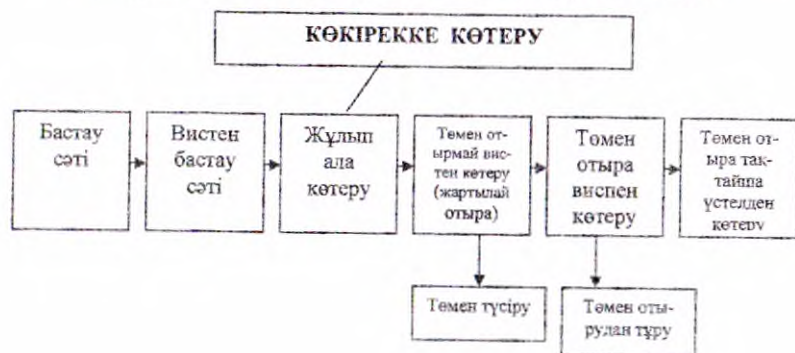 КӨКІРЕККЕ КӨТЕРУ
Бастау
сәті
Вистен
бастау
сәті
Жұлып
ала
көтеру
Төмен от-
ырмай вис-
тен көтеру
(жартылай
отыра)
Төмен
отыра
виспен
көтеру
Төмен от-
ыра так-
тайша
үстелден
көтеру
Төмен түсіру
Төмен оты-
рудан тұру